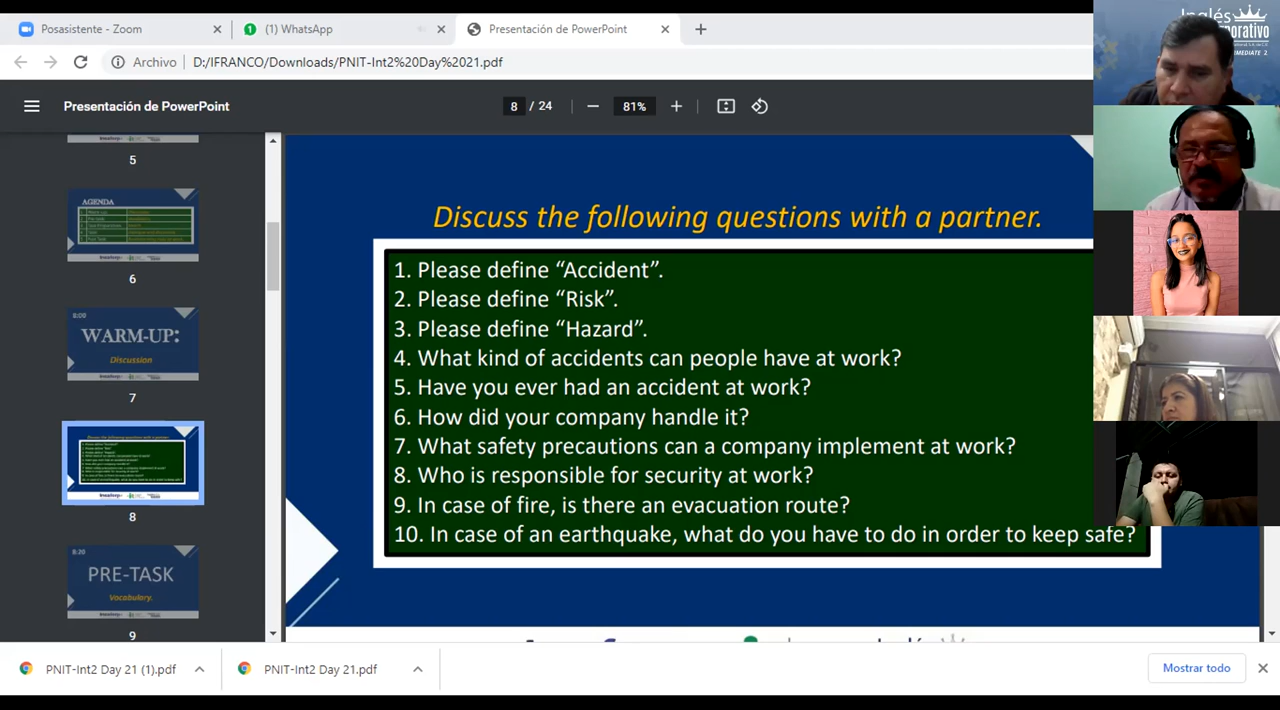 Posasistente - Zoom
(1) WhatsApp
Presentación de PowerPoint
Archivo D:/IFRANCO/Downloads/PNIT-Int2%20Day%2021.pdf
Presentación de PowerPoint
8 / 24
81%
Inglés
INTERMEDIATE 2
5
AGENDA
6
8:00
WARM-UP:
Discussion
7
8
8:20
PRE-TASK
Vocabulary.
9
Discuss the following questions with a partner.
1. Please define “Accident”.
2. Please define “Risk”.
3. Please define “Hazard”.
4. What kind of accidents can people have at work?
5. Have you ever had an accident at work?
6. How did your company handle it?
7. What safety precautions can a company implement at work?
8. Who is responsible for security at work?
9. In case of fire, is there an evacuation route?
10. In case of an earthquake, what do you have to do in order to keep safe?
PNIT-Int2 Day 21 (1).pdf
PNIT-Int2 Day 21.pdf
Mostrar todo